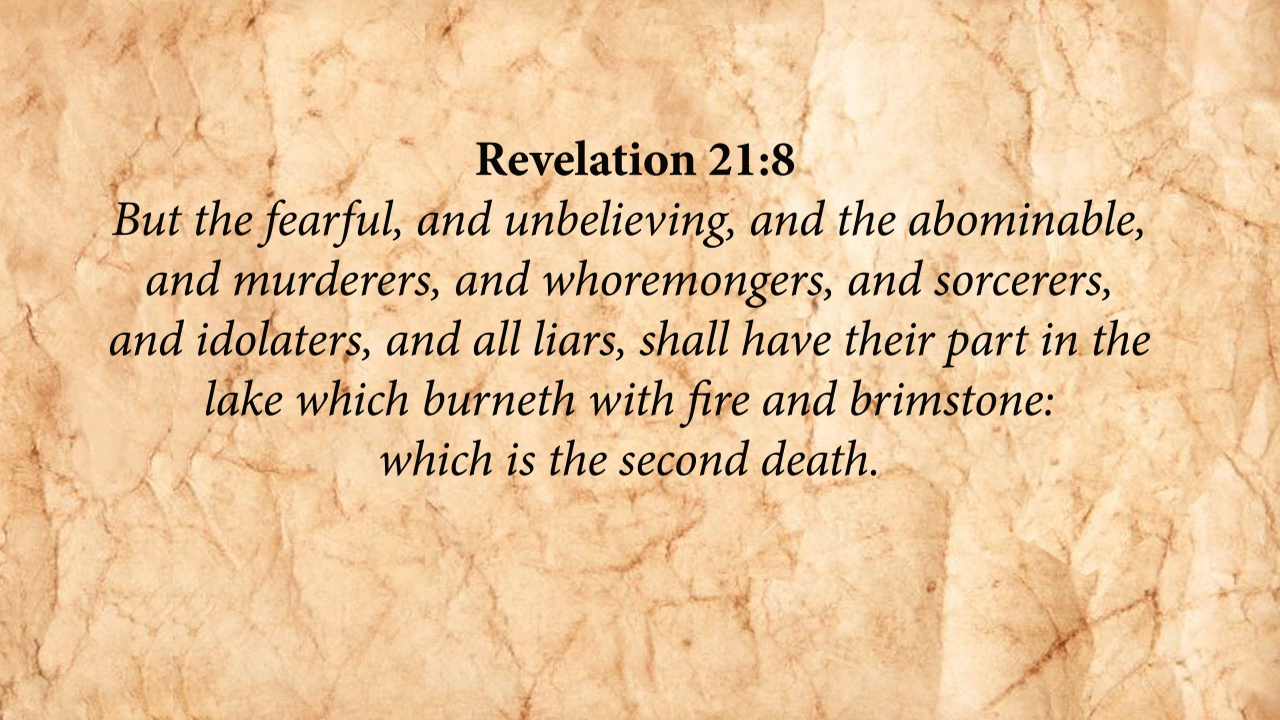 Revelation 21:8
But the fearful, and unbelieving, and the abominable,
and murderers, and whoremongers, and sorcerers,
and idolaters, and all liars, shall have their part in the
lake which burneth with fire and brimstone:
which is the second death.